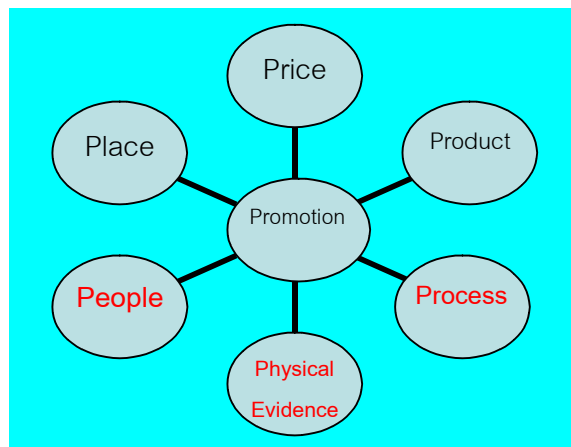 Price
Place
Product
Promotion
People
Process
Physical
Evidence